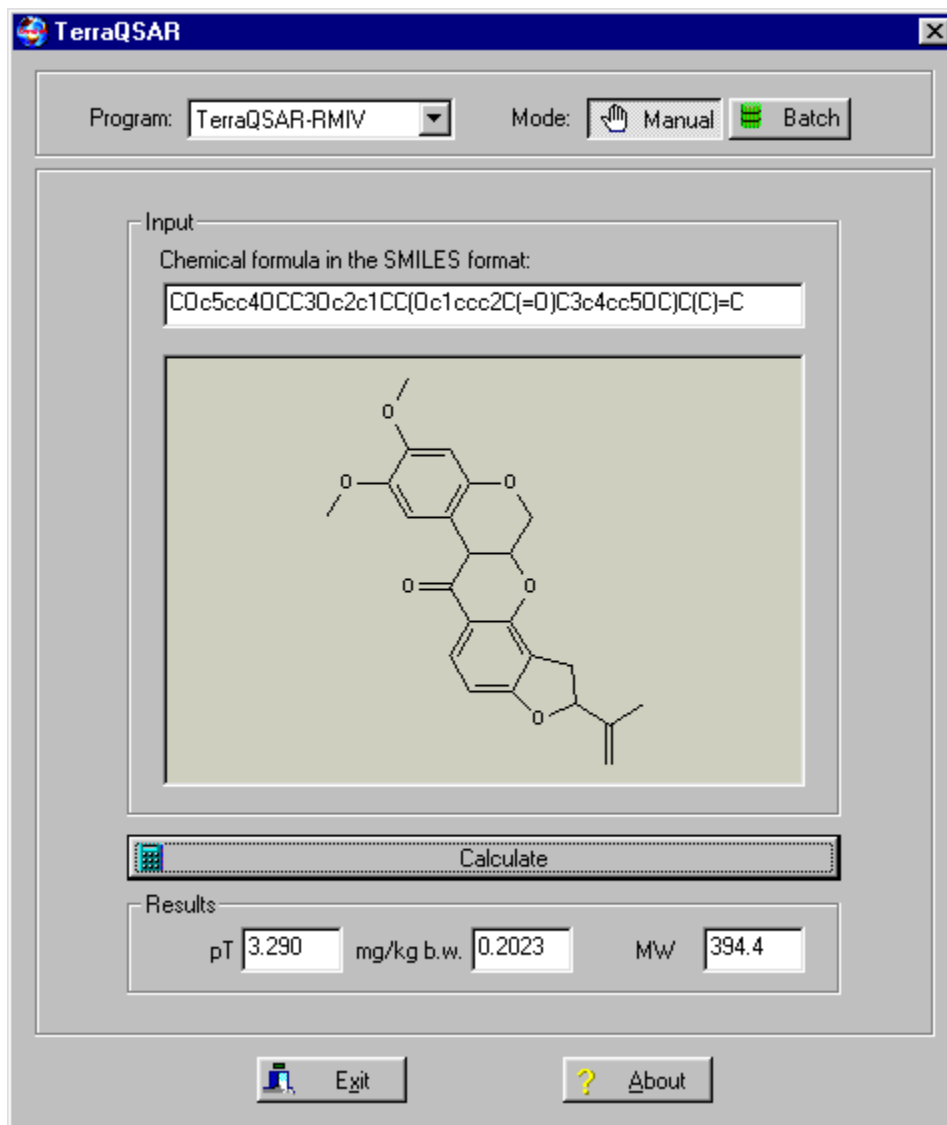 TerraQSAR
Program: TerraQSAR-RMIV Mode: Manual Batch
Input
Chemical formula in the SMILES format:
COc5cc4OCC3Oc2c1CC(Oc1ccc2C(=O)C3c4cc5OC)C(C)=C
O
O
O
O
O
O
Calculate
Results
pT 3.290 mg/kg b.w. 0.2023 MW 394.4
Exit ? About